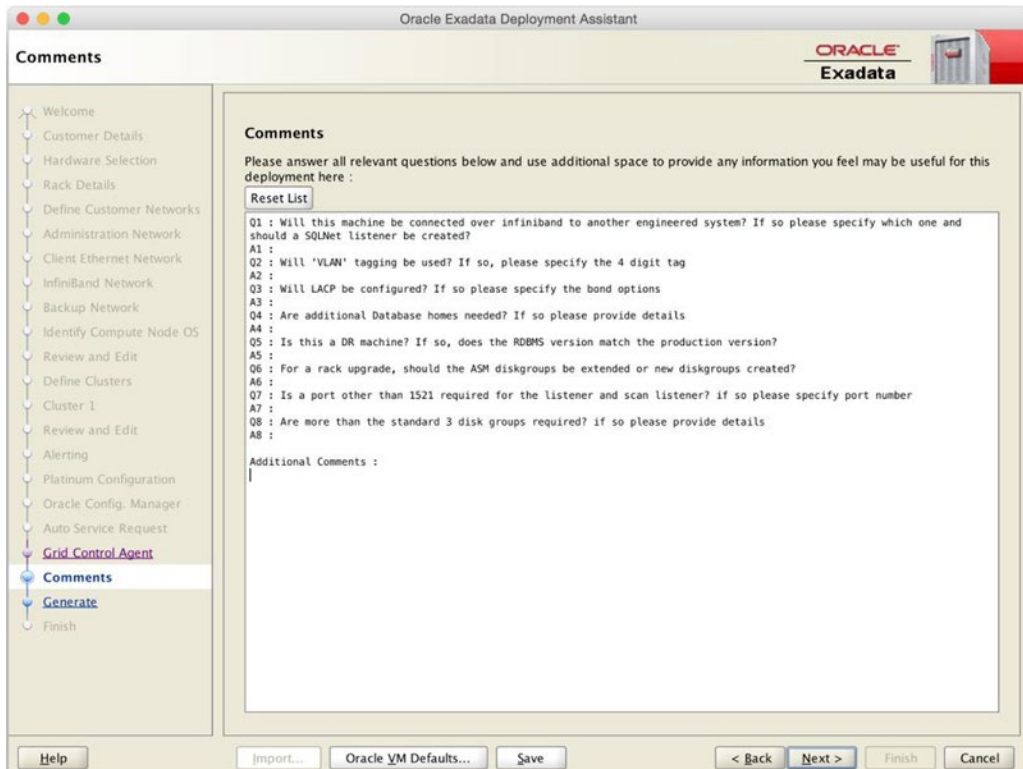 Oracle Exadata Deployment Assistant
Comments
ORACLE
Exadata
Welcome
Customer Details
Hardware Selection
Rack Details
Define Customer Networks
Administration Network
Client Ethernet Network
InfiniBand Network
Backup Network
Identify Compute Node OS
Review and Edit
Define Clusters
Cluster 1
Review and Edit
Alerting
Platinum Configuration
Oracle Config. Manager
Auto Service Request
Grid Control Agent
Comments
Generate
Finish
Comments
Please answer all relevant questions below and use additional space to provide any information you feel may be useful for this
deployment here :
Reset List
Q1 : Will this machine be connected over infiniband to another engineered system? If so please specify which one and
should a SQLNet listener be created?
A1 :
Q2 : Will 'VLAN' tagging be used? If so, please specify the 4 digit tag
A2 :
Q3 : Will LACP be configured? If so please specify the bond options
A3 :
Q4 : Are additional Database homes needed? If so please provide details
A4 :
Q5 : Is this a DR machine? If so, does the RDBMS version match the production version?
A5 :
Q6 : For a rack upgrade, should the ASM diskgroups be extended or new diskgroups created?
A6 :
Q7 : Is a port other than 1521 required for the listener and scan listener? if so please specify port number
A7 :
Q8 : Are more than the standard 3 disk groups required? if so please provide details
A8 :
Additional Comments :
Help
Import...
Oracle VM Defaults...
Save
< Back
Next >
Finish
Cancel